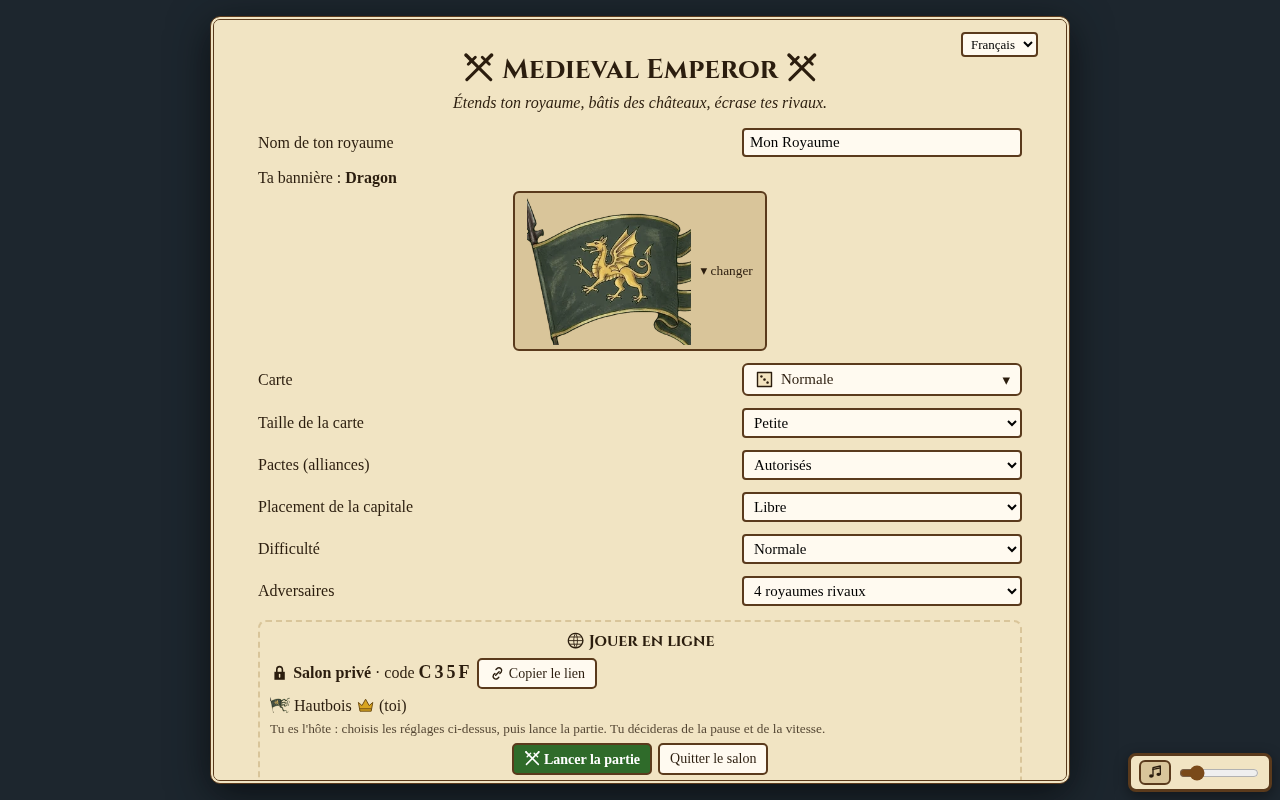 Français
Medieval Emperor
Étends ton royaume, bâtis des châteaux, écrase tes rivaux.
Nom de ton royaume
Mon Royaume
Ta bannière : Dragon
▾ changer
Carte
Normale ▾
Taille de la carte
Petite
Pactes (alliances)
Autorisés
Placement de la capitale
Libre
Difficulté
Normale
Adversaires
4 royaumes rivaux
Jouer en ligne
Salon privé · code C35F Copier le lien
Hautbois (toi)
Tu es l'hôte : choisis les réglages ci-dessus, puis lance la partie. Tu décideras de la pause et de la vitesse.
Lancer la partie Quitter le salon